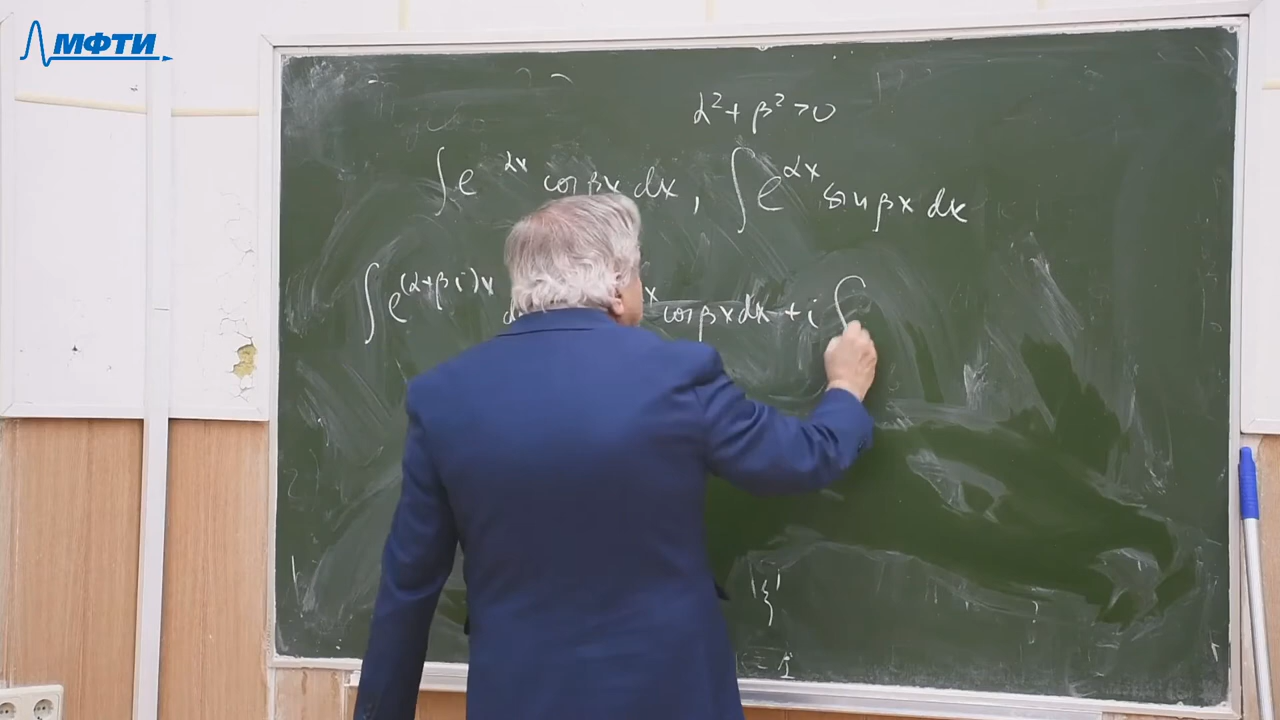 МФТИ
α² + β² > 0
∫ e^{αx} cos βx dx, ∫ e^{αx} sin βx dx
∫ e^{(α+βi)x} d x cos βx dx + i ∫